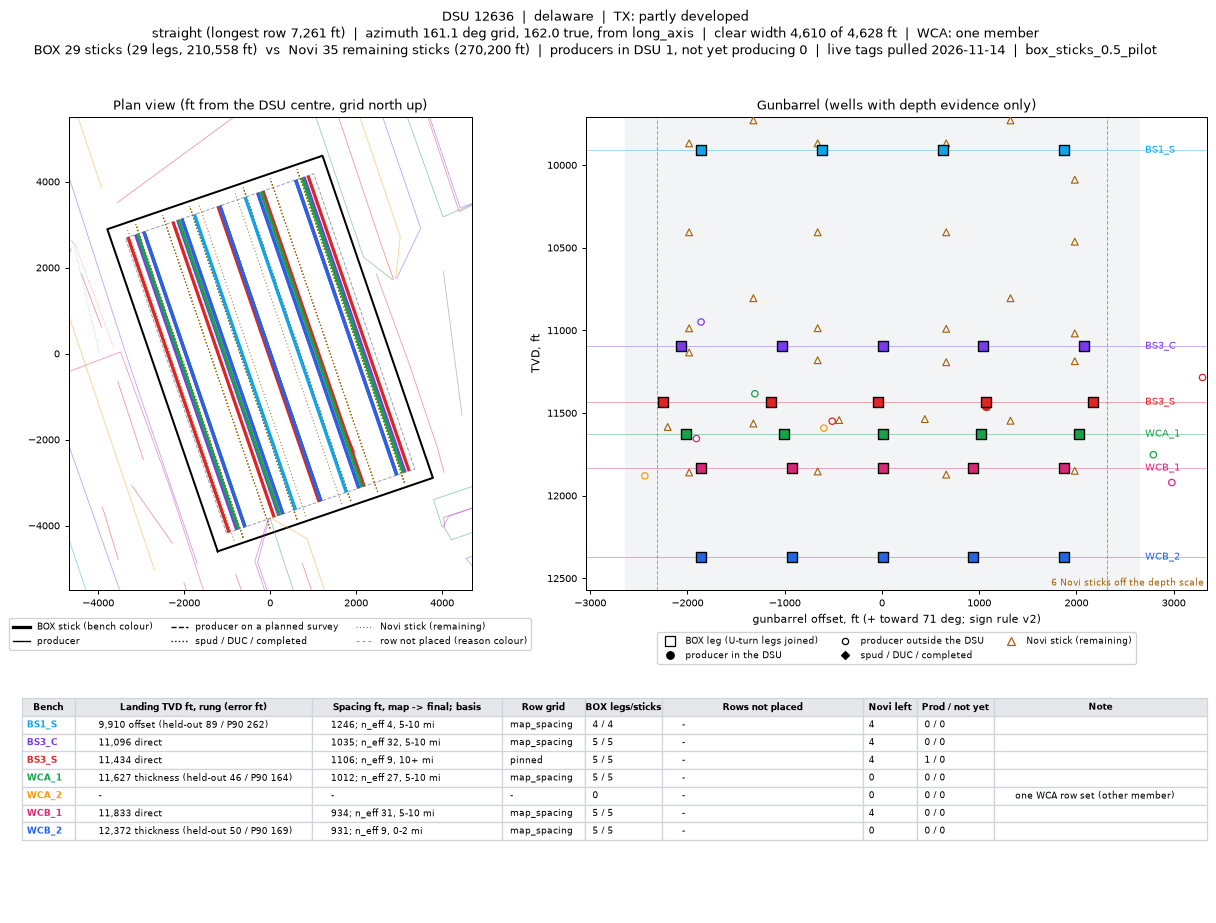 DSU 12636 | delaware | TX: partly developed
straight (longest row 7,261 ft) | azimuth 161.1 deg grid, 162.0 true, from long_axis | clear width 4,610 of 4,628 ft | WCA: one member
BOX 29 sticks (29 legs, 210,558 ft) vs Novi 35 remaining sticks (270,200 ft) | producers in DSU 1, not yet producing 0 | live tags pulled 2026-11-14 | box_sticks_0.5_pilot
Plan view (ft from the DSU centre, grid north up)
4000
2000
0
−2000
−4000
−4000 −2000 0 2000 4000
BOX stick (bench colour)
producer
producer on a planned survey
spud / DUC / completed
Novi stick (remaining)
row not placed (reason colour)
Gunbarrel (wells with depth evidence only)
TVD, ft
10000
10500
11000
11500
12000
12500
BS1_S
BS3_C
BS3_S
WCA_1
WCB_1
WCB_2
6 Novi sticks off the depth scale
−3000 −2000 −1000 0 1000 2000 3000
gunbarrel offset, ft (+ toward 71 deg; sign rule v2)
BOX leg (U-turn legs joined)
producer in the DSU
producer outside the DSU
spud / DUC / completed
Novi stick (remaining)
Bench Landing TVD ft, rung (error ft) Spacing ft, map -> final; basis Row grid BOX legs/sticks Rows not placed Novi left Prod / not yet Note
BS1_S 9,910 offset (held-out 89 / P90 262) 1246; n_eff 4, 5-10 mi map_spacing 4 / 4 - 4 0 / 0
BS3_C 11,096 direct 1035; n_eff 32, 5-10 mi map_spacing 5 / 5 - 4 0 / 0
BS3_S 11,434 direct 1106; n_eff 9, 10+ mi pinned 5 / 5 - 4 1 / 0
WCA_1 11,627 thickness (held-out 46 / P90 164) 1012; n_eff 27, 5-10 mi map_spacing 5 / 5 - 0 0 / 0
WCA_2 - - - 0 - 0 0 / 0 one WCA row set (other member)
WCB_1 11,833 direct 934; n_eff 31, 5-10 mi map_spacing 5 / 5 - 4 0 / 0
WCB_2 12,372 thickness (held-out 50 / P90 169) 931; n_eff 9, 0-2 mi map_spacing 5 / 5 - 0 0 / 0